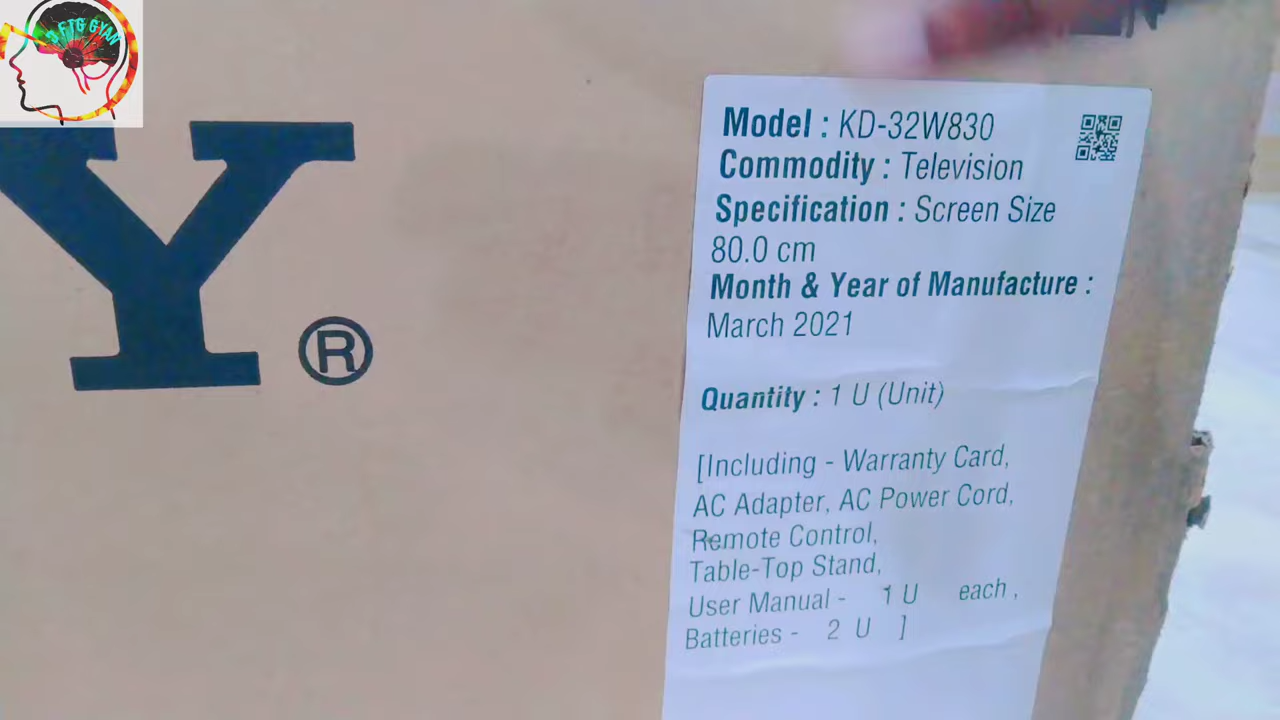 Y®
Model : KD-32W830
Commodity : Television
Specification : Screen Size
80.0 cm
Month & Year of Manufacture :
March 2021
Quantity : 1 U (Unit)
[Including - Warranty Card,
AC Adapter, AC Power Cord,
Remote Control,
Table-Top Stand,
User Manual - 1 U each ,
Batteries - 2 U ]